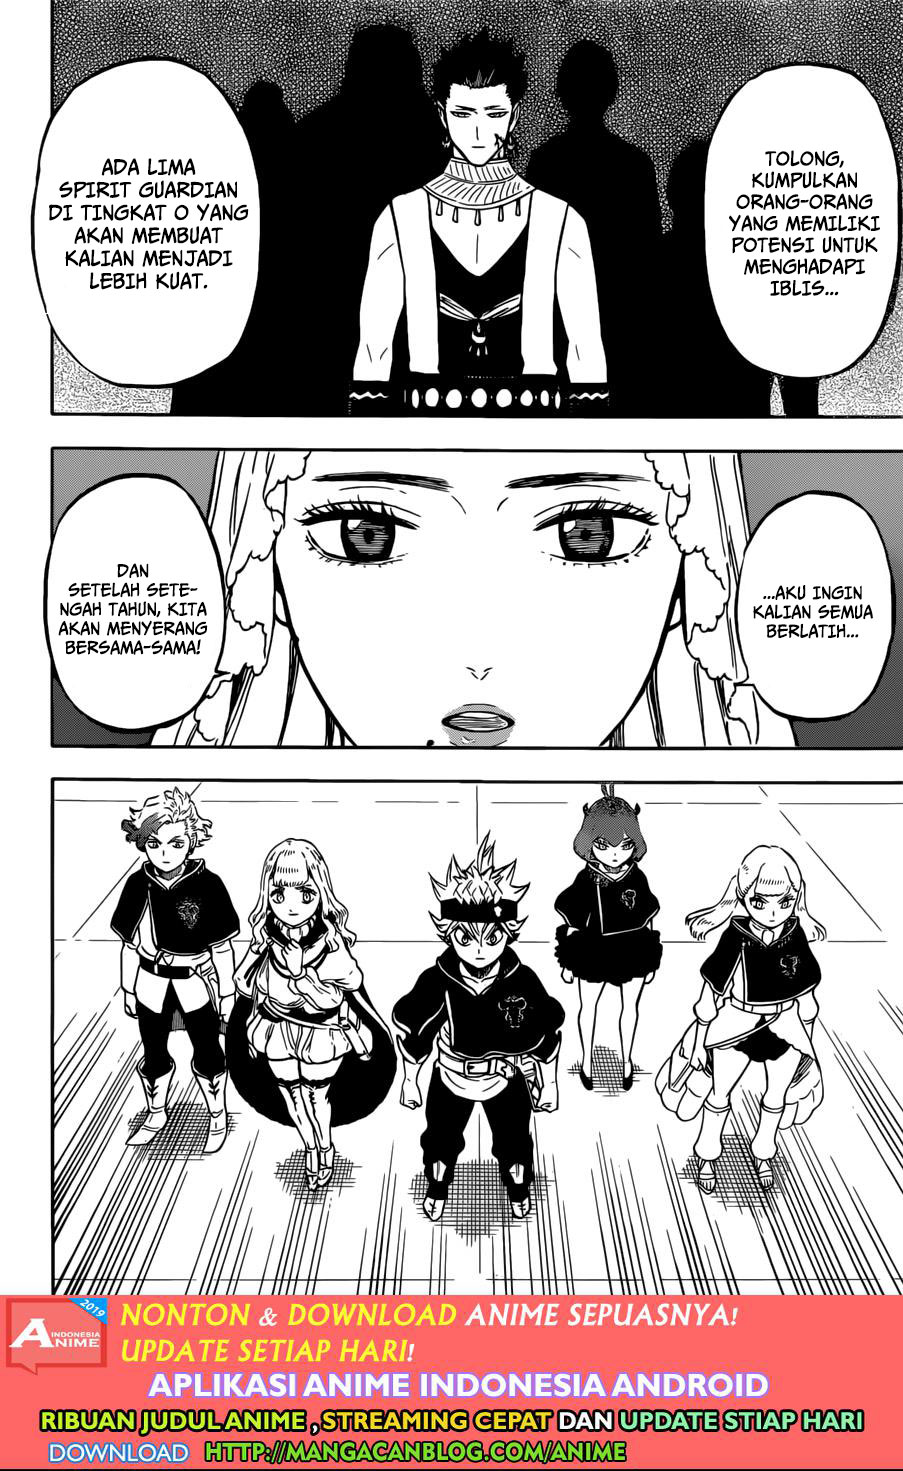 TOLONG,
KUMPULKAN
ORANG-ORANG
YANG MEMILIKI
POTENSI UNTUK
MENGHADAPI
IBLIS...
ADA LIMA
SPIRIT GUARDIAN
DI TINGKAT 0 YANG
AKAN MEMBUAT
KALIAN MENJADI
LEBIH KUAT.
...AKU INGIN
KALIAN SEMUA
BERLATIH...
DAN
SETELAH SETE-
NGAH TAHUN, KITA
AKAN MENYERANG
BERSAMA-SAMA!
2019
INDONESIA
ANIME
NONTON & DOWNLOAD ANIME SEPUASNYA!
UPDATE SETIAP HARI!
APLIKASI ANIME INDONESIA ANDROID
RIBUAN JUDUL ANIME , STREAMING CEPAT DAN UPDATE STIAP HARI
DOWNLOAD HTTP://MANGACANBLOG.COM/ANIME